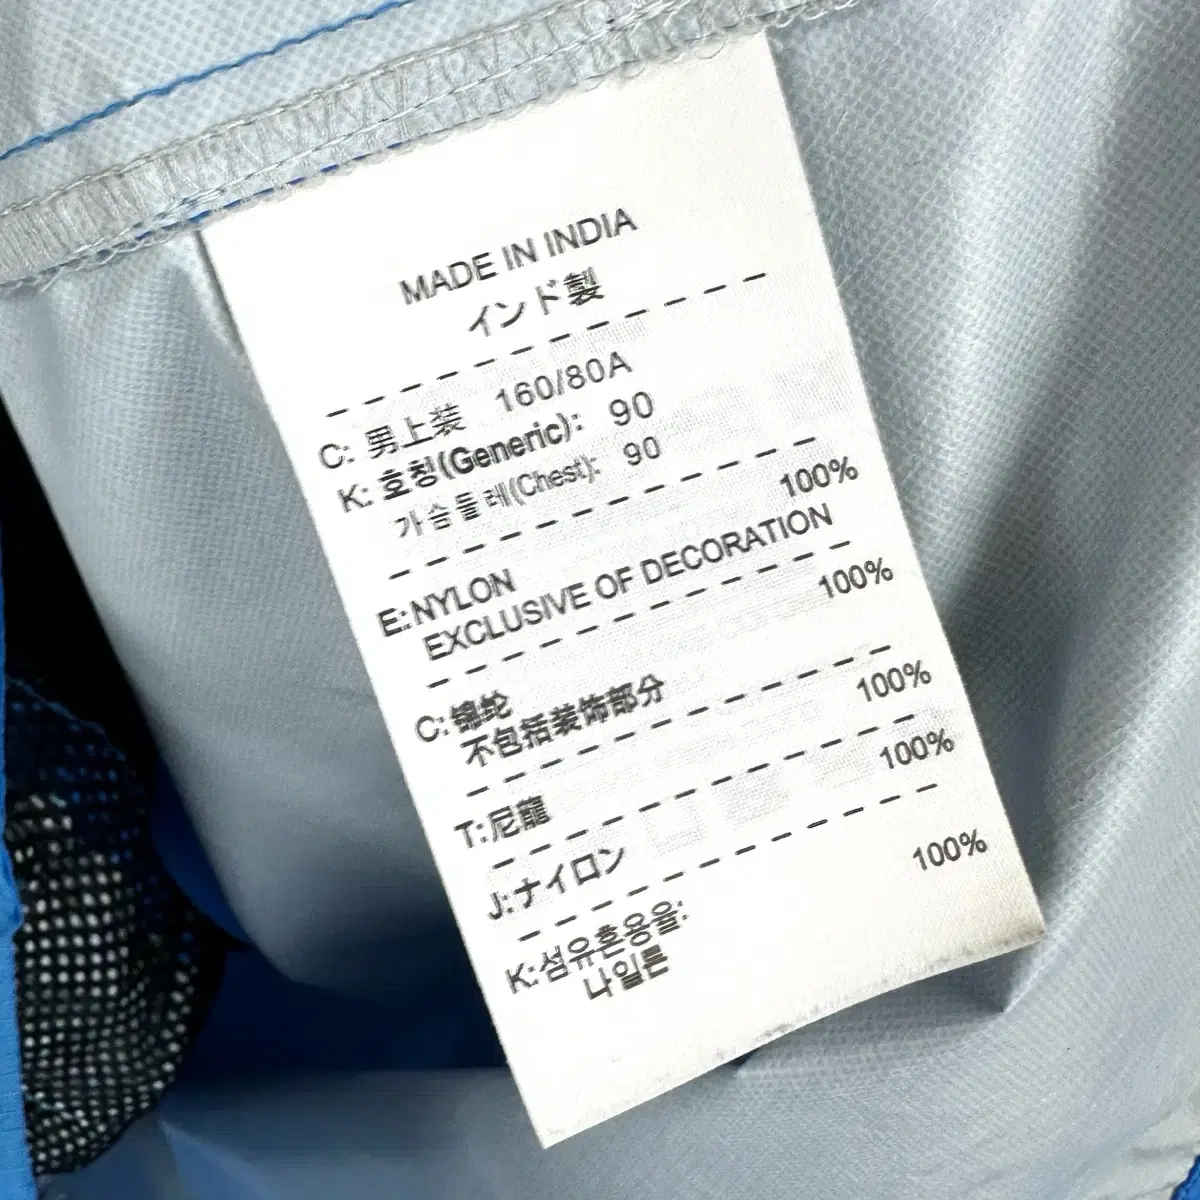 MADE IN INDIA
インド製
C: 男上装 160/80A
K: 호칭(Generic): 90
가슴둘레(Chest): 90
E: NYLON 100%
EXCLUSIVE OF DECORATION
C: 锦纶 100%
不包括装饰部分
T: 尼龍 100%
J: ナイロン 100%
K: 섬유혼용율:
나일론 100%